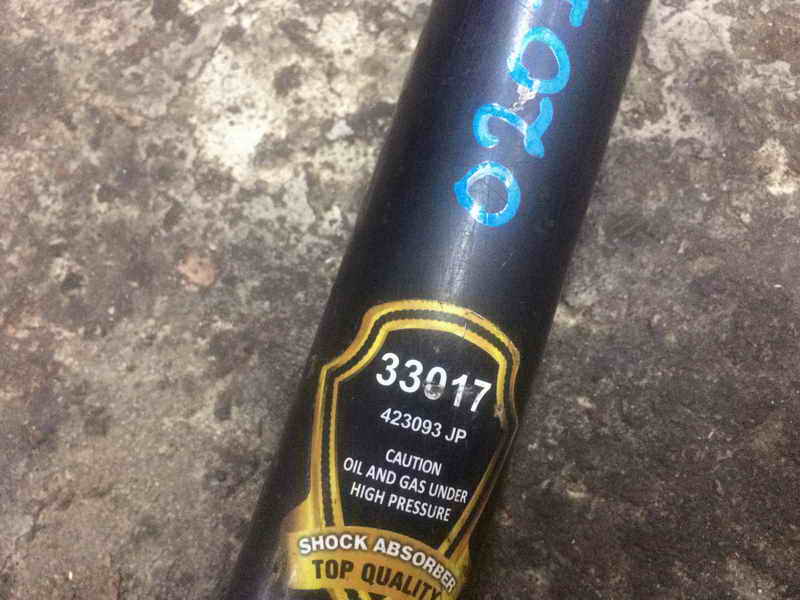 33017
423093 JP
CAUTION
OIL AND GAS UNDER
HIGH PRESSURE
SHOCK ABSORBER
TOP QUALITY